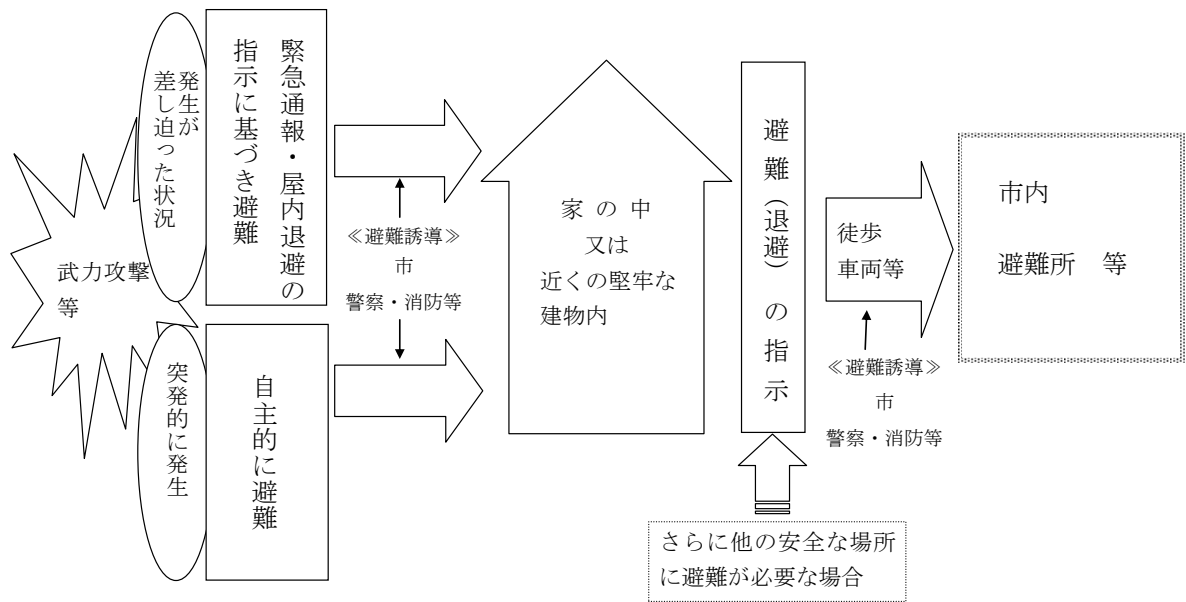 武力攻撃
等
発生が
差し迫った状況
緊急通報・屋内退避の
指示に基づき避難
突発的に発生
自主的に避難
≪避難誘導≫
市
警察・消防等
家の中
又は
近くの堅牢な
建物内
避難(退避)の指示
さらに他の安全な場所
に避難が必要な場合
徒歩
車両等
≪避難誘導≫
市
警察・消防等
市内
避難所　等